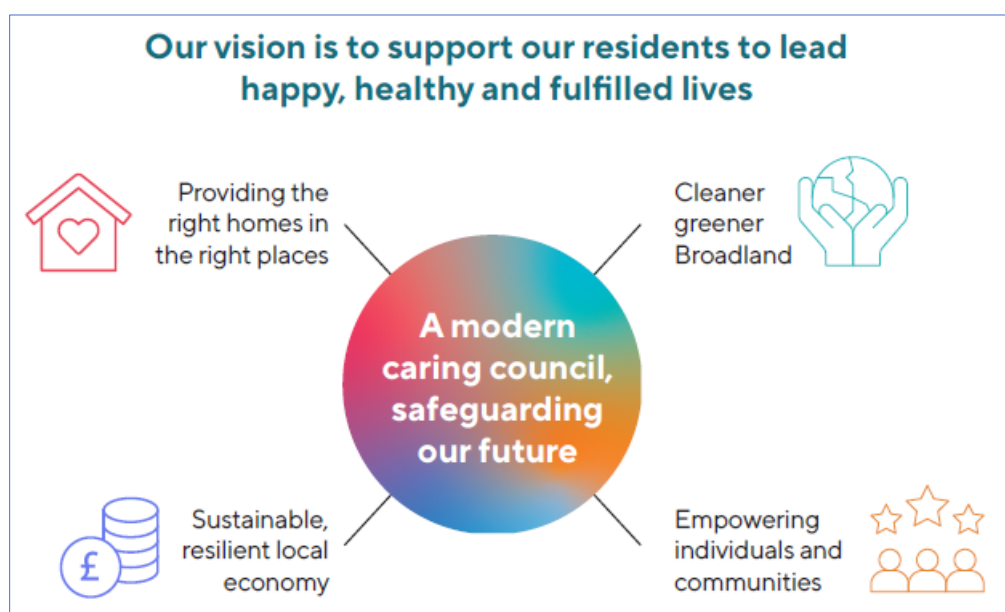 Our vision is to support our residents to lead
happy, healthy and fulfilled lives
Providing the
right homes in
the right places
Cleaner
greener
Broadland
A modern
caring council,
safeguarding
our future
Sustainable,
resilient local
economy
£
Empowering
individuals and
communities